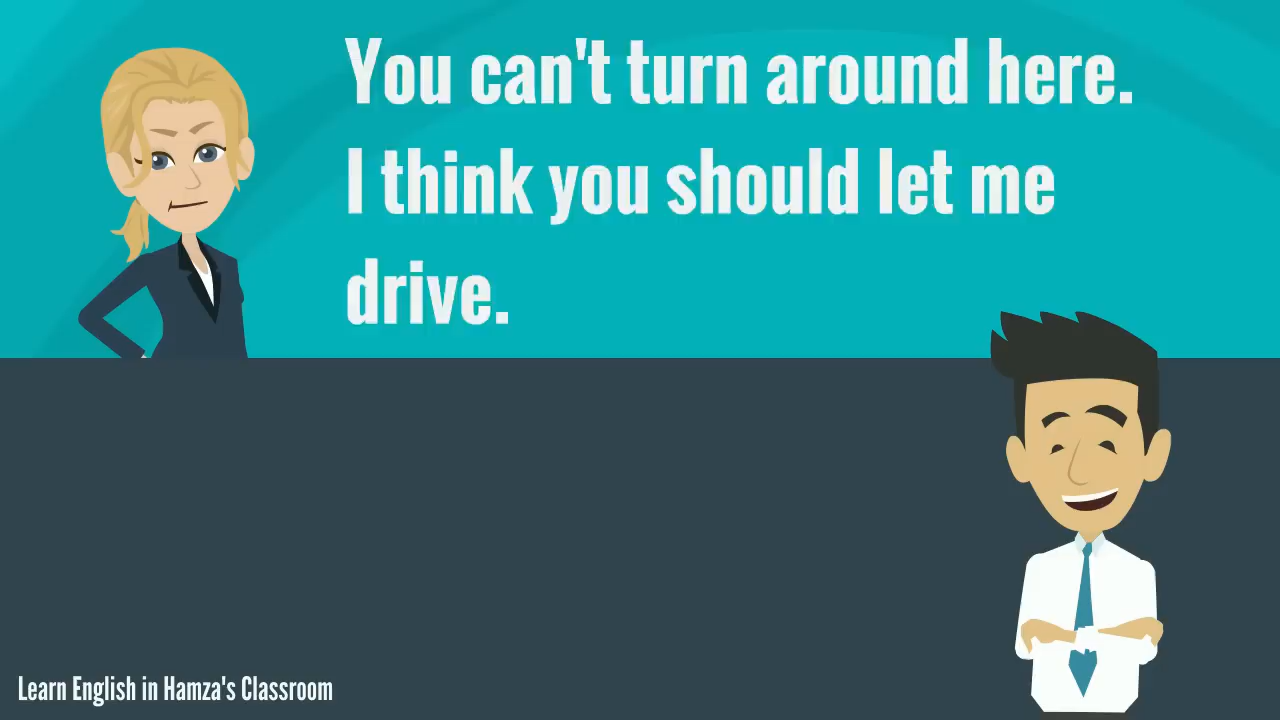 You can't turn around here.
I think you should let me
drive.
Learn English in Hamza's Classroom